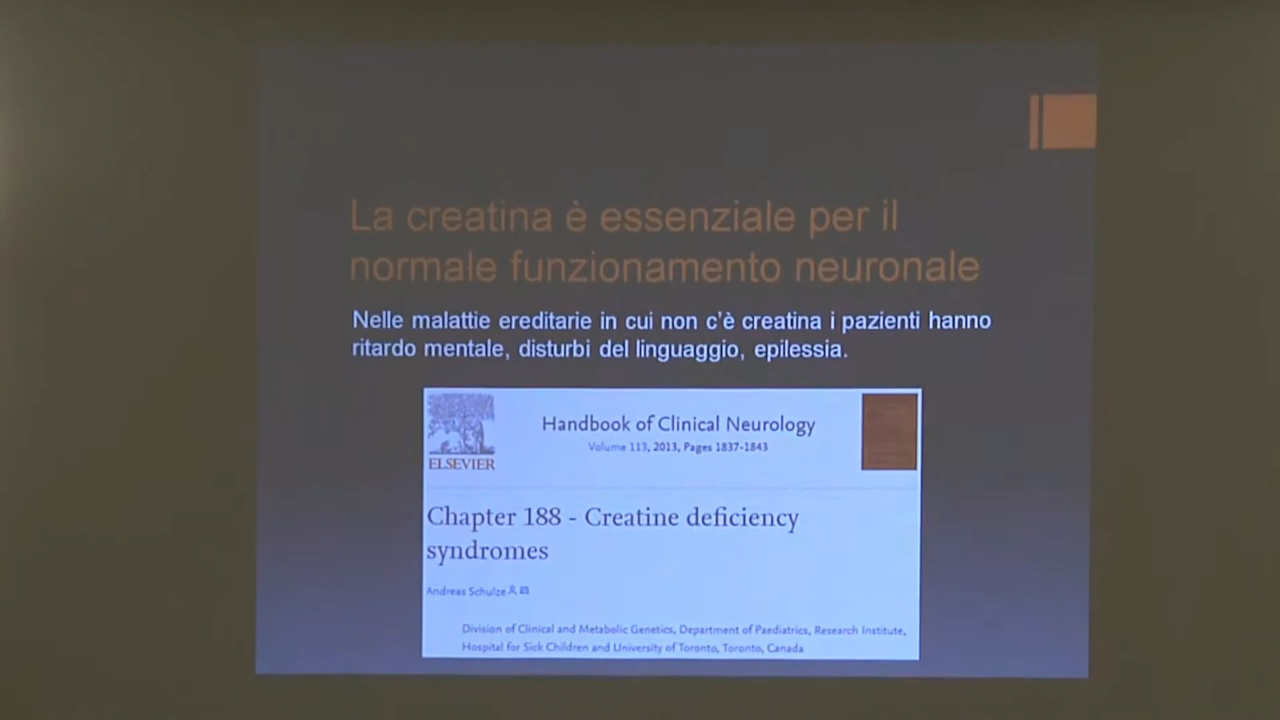 La creatina è essenziale per il
normale funzionamento neuronale
Nelle malattie ereditarie in cui non c'è creatina i pazienti hanno
ritardo mentale, disturbi del linguaggio, epilessia.
ELSEVIER
Handbook of Clinical Neurology
Volume 113, 2013, Pages 1837-1843
Chapter 188 - Creatine deficiency
syndromes
Andreas Schulze
Division of Clinical and Metabolic Genetics, Department of Paediatrics, Research Institute,
Hospital for Sick Children and University of Toronto, Toronto, Canada